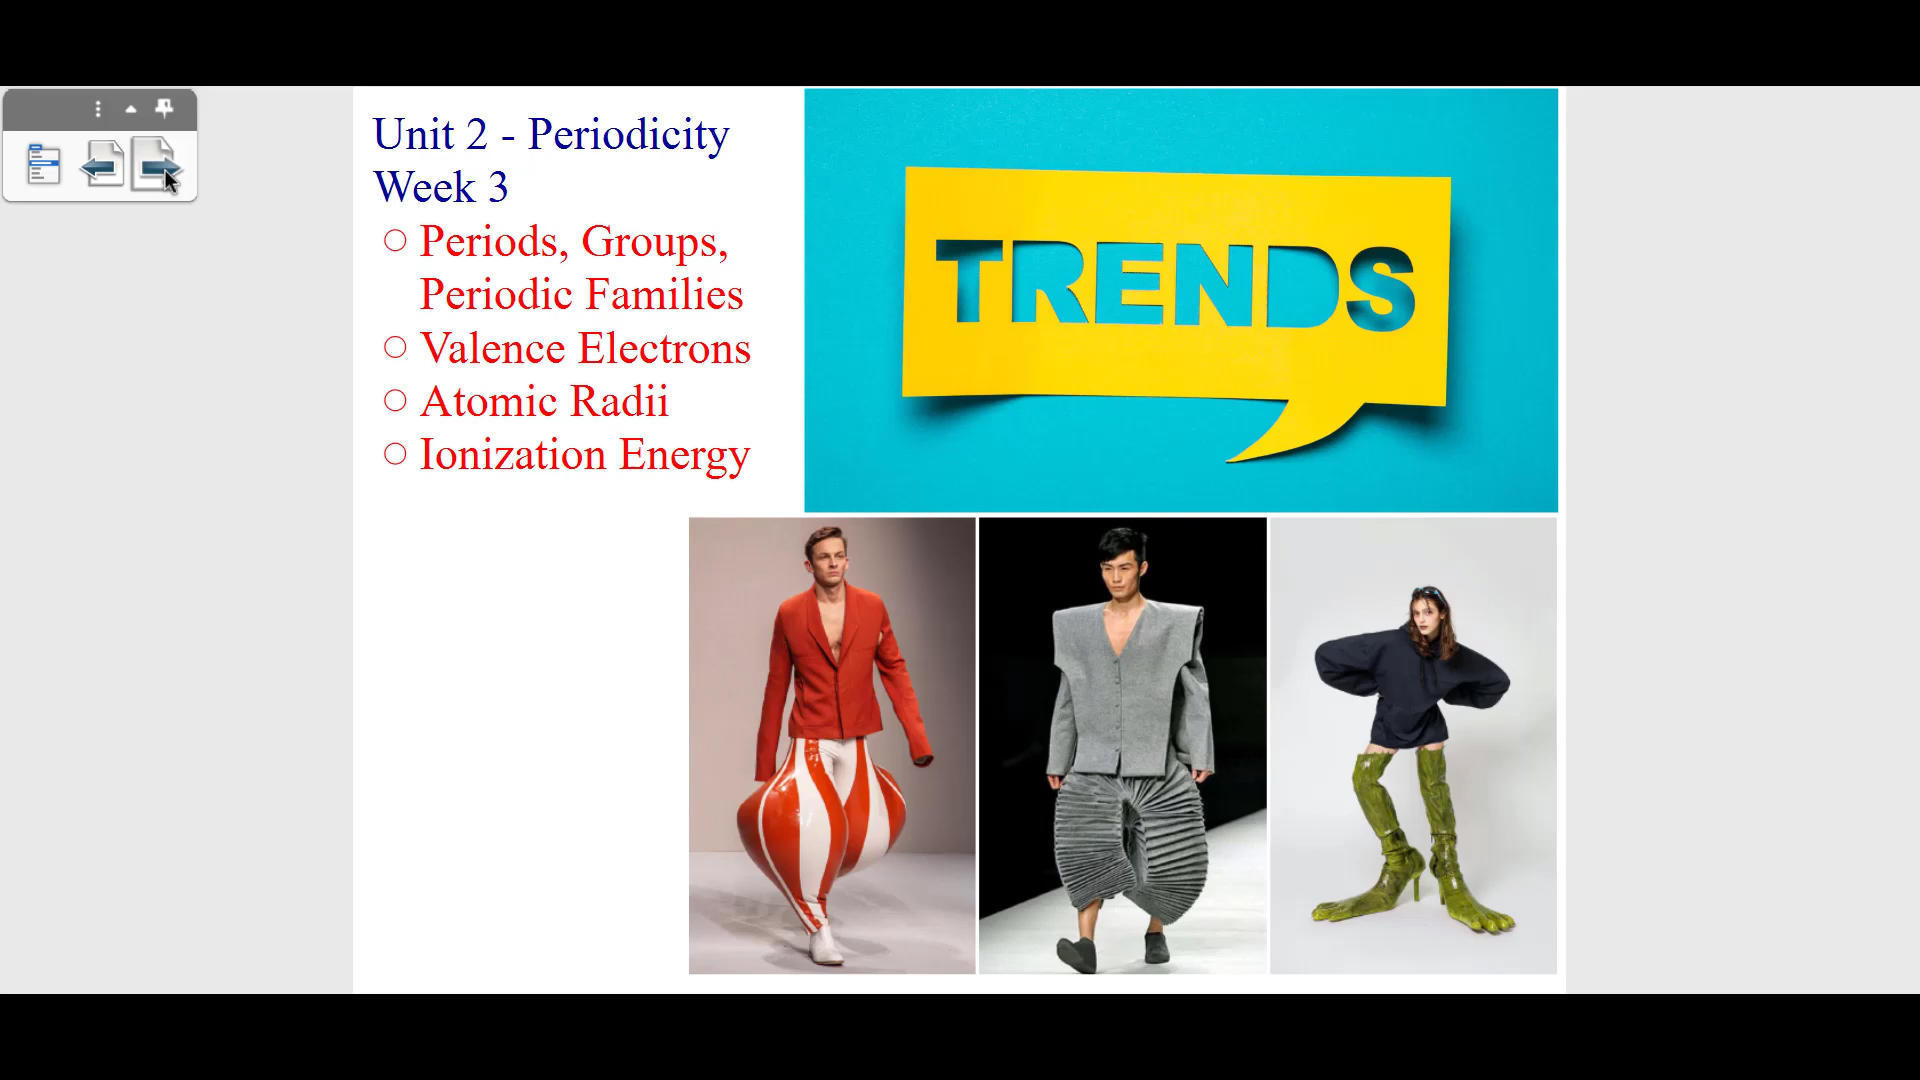 Unit 2 - Periodicity
Week 3
○ Periods, Groups,
Periodic Families
○ Valence Electrons
○ Atomic Radii
○ Ionization Energy
TRENDS